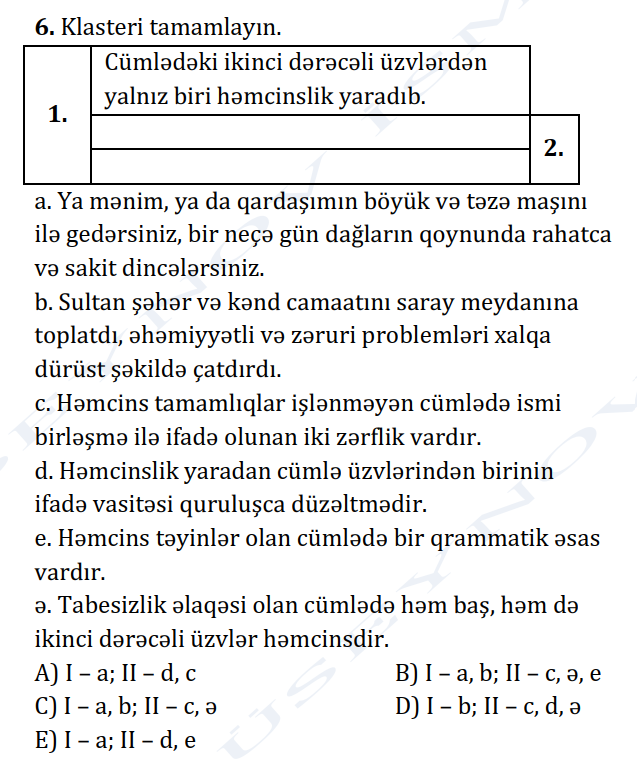 6. Klasteri tamamlayın.
Cümlədəki ikinci dərəcəli üzvlərdən
yalnız biri həmcinslik yaradıb.
1.
2.
a. Ya mənim, ya da qardaşımın böyük və təzə maşını
ilə gedərsiniz, bir neçə gün dağların qoynunda rahatca
və sakit dincələrsiniz.
b. Sultan şəhər və kənd camaatını saray meydanına
toplatdı, əhəmiyyətli və zəruri problemləri xalqa
dürüst şəkildə çatdırdı.
c. Həmcins tamamlıqlar işlənməyən cümlədə ismi
birləşmə ilə ifadə olunan iki zərflik vardır.
d. Həmcinslik yaradan cümlə üzvlərindən birinin
ifadə vasitəsi quruluşca düzəltmədir.
e. Həmcins təyinlər olan cümlədə bir qrammatik əsas
vardır.
ə. Tabesizlik əlaqəsi olan cümlədə həm baş, həm də
ikinci dərəcəli üzvlər həmcinsdir.
A) I – a; II – d, c B) I – a, b; II – c, ə, e
C) I – a, b; II – c, ə D) I – b; II – c, d, ə
E) I – a; II – d, e